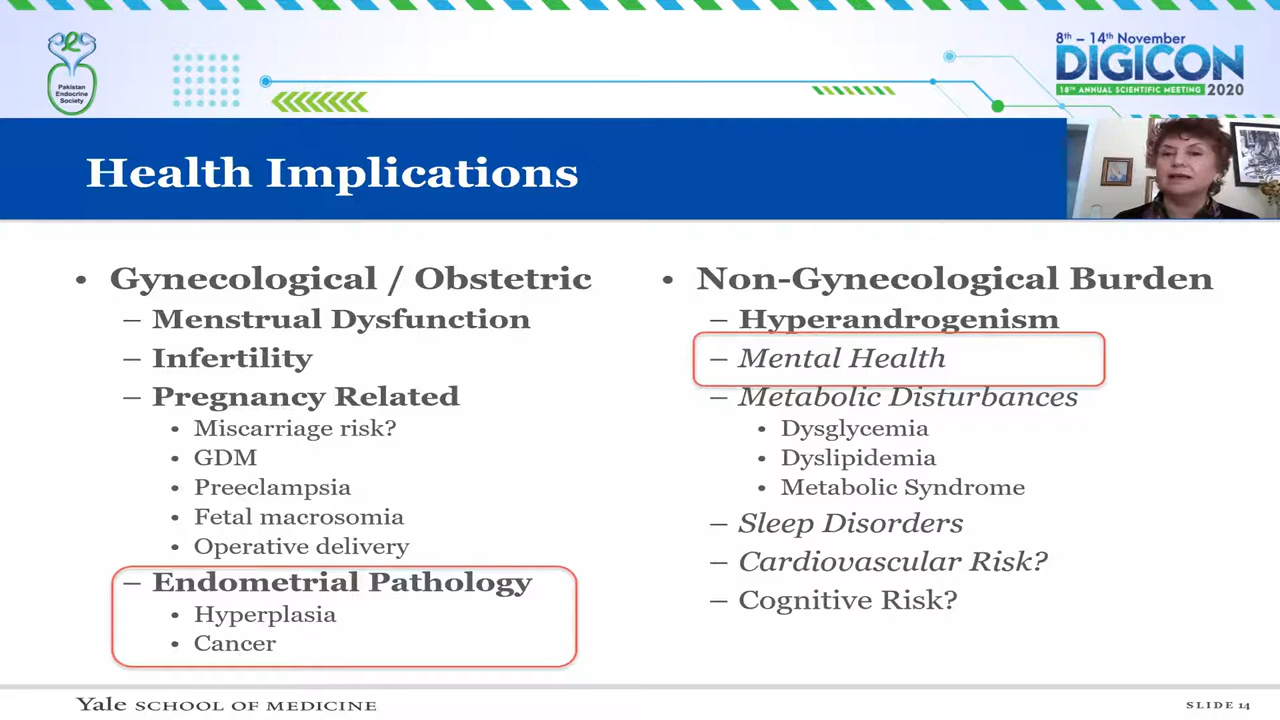 Pakistan
Endocrine
Society
8th – 14th November
DIGICON
18TH ANNUAL SCIENTIFIC MEETING 2020
Health Implications
• Gynecological / Obstetric
– Menstrual Dysfunction
– Infertility
– Pregnancy Related
• Miscarriage risk?
• GDM
• Preeclampsia
• Fetal macrosomia
• Operative delivery
– Endometrial Pathology
• Hyperplasia
• Cancer
• Non-Gynecological Burden
– Hyperandrogenism
– Mental Health
– Metabolic Disturbances
• Dysglycemia
• Dyslipidemia
• Metabolic Syndrome
– Sleep Disorders
– Cardiovascular Risk?
– Cognitive Risk?
Yale SCHOOL OF MEDICINE
SLIDE 14